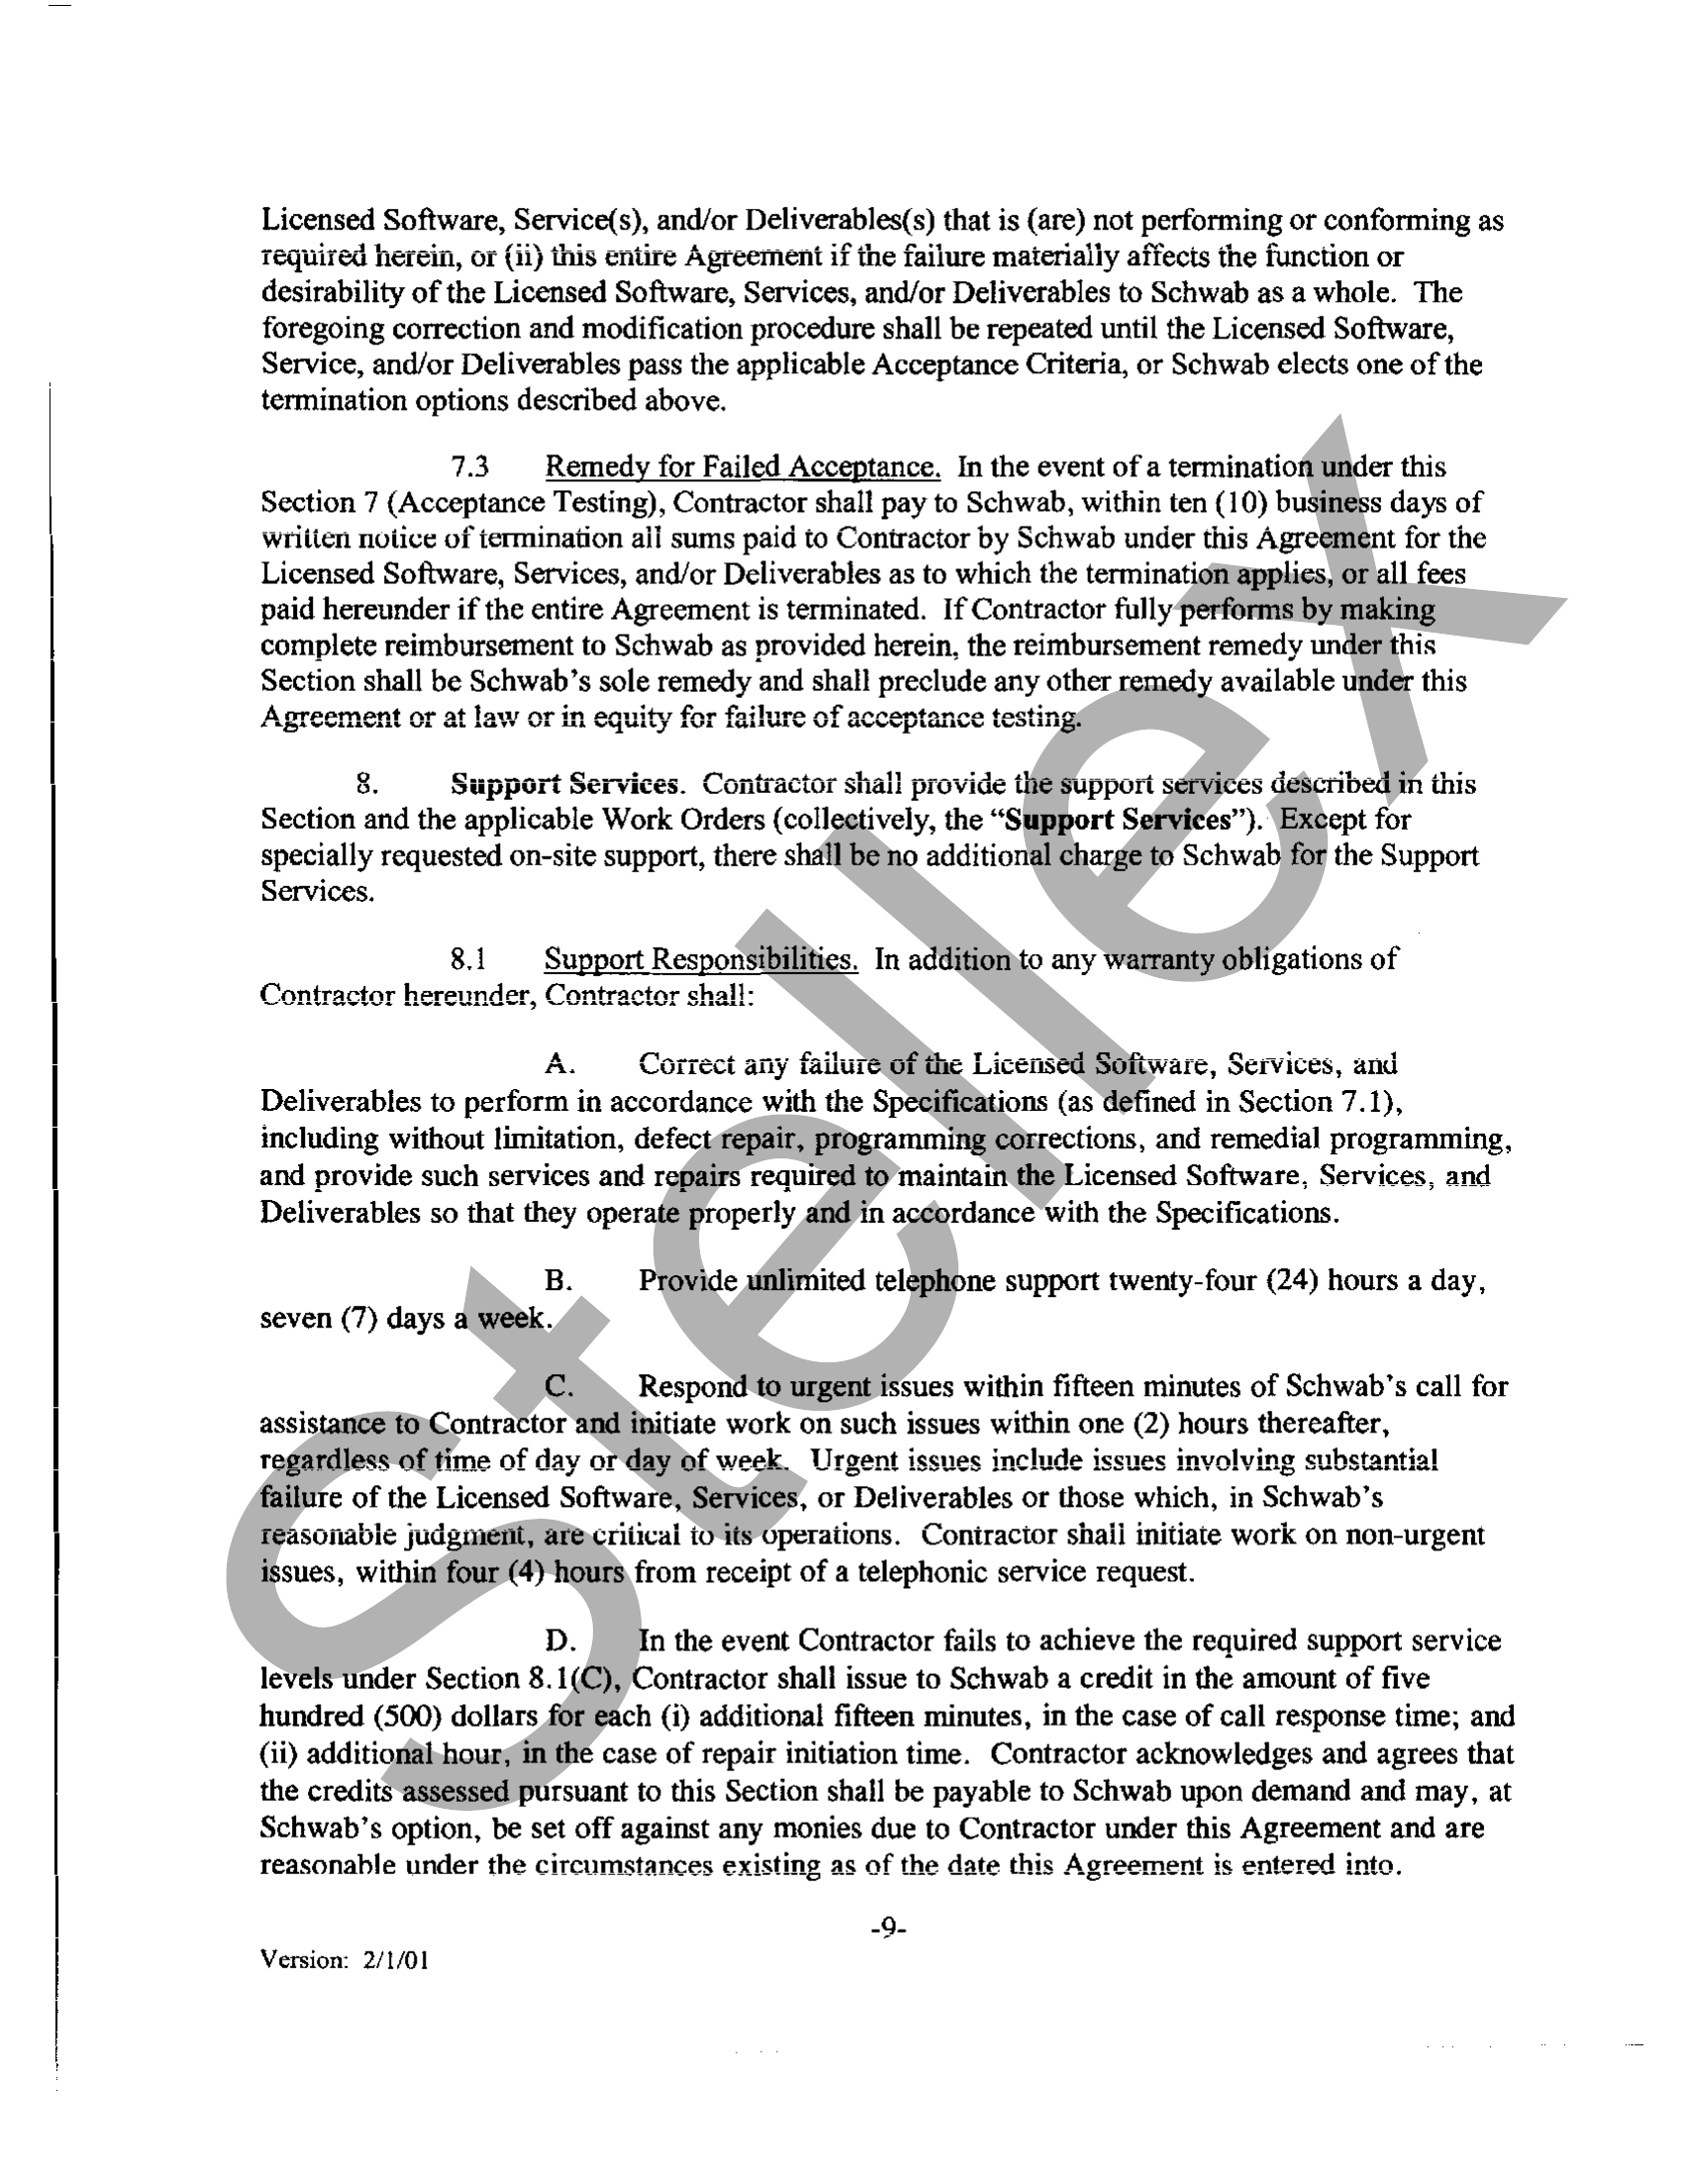 Licensed Software, Service(s), and/or Deliverables(s) that is (are) not performing or conforming as
required herein, or (ii) this entire Agreement if the failure materially affects the function or
desirability of the Licensed Software, Services, and/or Deliverables to Schwab as a whole. The
foregoing correction and modification procedure shall be repeated until the Licensed Software,
Service, and/or Deliverables pass the applicable Acceptance Criteria, or Schwab elects one of the
termination options described above.
7.3 Remedy for Failed Acceptance. In the event of a termination under this
Section 7 (Acceptance Testing), Contractor shall pay to Schwab, within ten (10) business days of
written notice of termination all sums paid to Contractor by Schwab under this Agreement for the
Licensed Software, Services, and/or Deliverables as to which the termination applies, or all fees
paid hereunder if the entire Agreement is terminated. If Contractor fully performs by making
complete reimbursement to Schwab as provided herein, the reimbursement remedy under this
Section shall be Schwab's sole remedy and shall preclude any other remedy available under this
Agreement or at law or in equity for failure of acceptance testing.
8. Support Services. Contractor shall provide the support services described in this
Section and the applicable Work Orders (collectively, the "Support Services"). Except for
specially requested on-site support, there shall be no additional charge to Schwab for the Support
Services.
8.1 Support Responsibilities. In addition to any warranty obligations of
Contractor hereunder, Contractor shall:
A. Correct any failure of the Licensed Software, Services, and
Deliverables to perform in accordance with the Specifications (as defined in Section 7.1),
including without limitation, defect repair, programming corrections, and remedial programming,
and provide such services and repairs required to maintain the Licensed Software, Services, and
Deliverables so that they operate properly and in accordance with the Specifications.
B. Provide unlimited telephone support twenty-four (24) hours a day,
seven (7) days a week.
C. Respond to urgent issues within fifteen minutes of Schwab's call for
assistance to Contractor and initiate work on such issues within one (2) hours thereafter,
regardless of time of day or day of week. Urgent issues include issues involving substantial
failure of the Licensed Software, Services, or Deliverables or those which, in Schwab's
reasonable judgment, are critical to its operations. Contractor shall initiate work on non-urgent
issues, within four (4) hours from receipt of a telephonic service request.
D. In the event Contractor fails to achieve the required support service
levels under Section 8.1(C), Contractor shall issue to Schwab a credit in the amount of five
hundred (500) dollars for each (i) additional fifteen minutes, in the case of call response time; and
(ii) additional hour, in the case of repair initiation time. Contractor acknowledges and agrees that
the credits assessed pursuant to this Section shall be payable to Schwab upon demand and may, at
Schwab's option, be set off against any monies due to Contractor under this Agreement and are
reasonable under the circumstances existing as of the date this Agreement is entered into.
-9-
Version: 2/1/01
Stellex